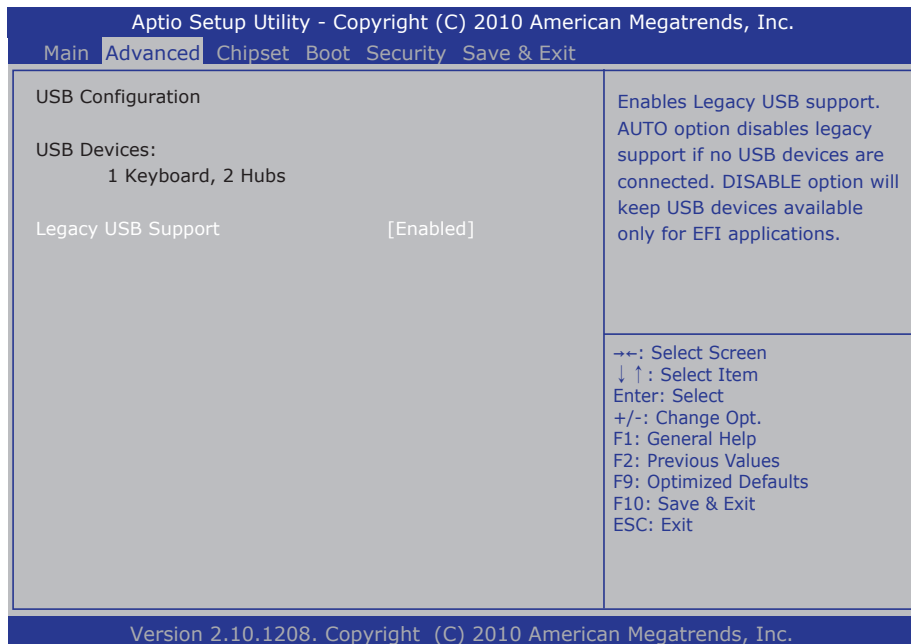 Aptio Setup Utility - Copyright (C) 2010 American Megatrends, Inc.
Main Advanced Chipset Boot Security Save & Exit
USB Configuration
USB Devices:
1 Keyboard, 2 Hubs
Legacy USB Support [Enabled]
Enables Legacy USB support.
AUTO option disables legacy
support if no USB devices are
connected. DISABLE option will
keep USB devices available
only for EFI applications.
→←: Select Screen
↓↑: Select Item
Enter: Select
+/-: Change Opt.
F1: General Help
F2: Previous Values
F9: Optimized Defaults
F10: Save & Exit
ESC: Exit
Version 2.10.1208. Copyright (C) 2010 American Megatrends, Inc.